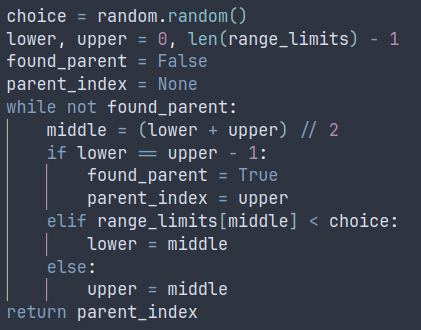 choice = random.random()
lower, upper = 0, len(range_limits) - 1
found_parent = False
parent_index = None
while not found_parent:
    middle = (lower + upper) // 2
    if lower == upper - 1:
        found_parent = True
        parent_index = upper
    elif range_limits[middle] < choice:
        lower = middle
    else:
        upper = middle
return parent_index